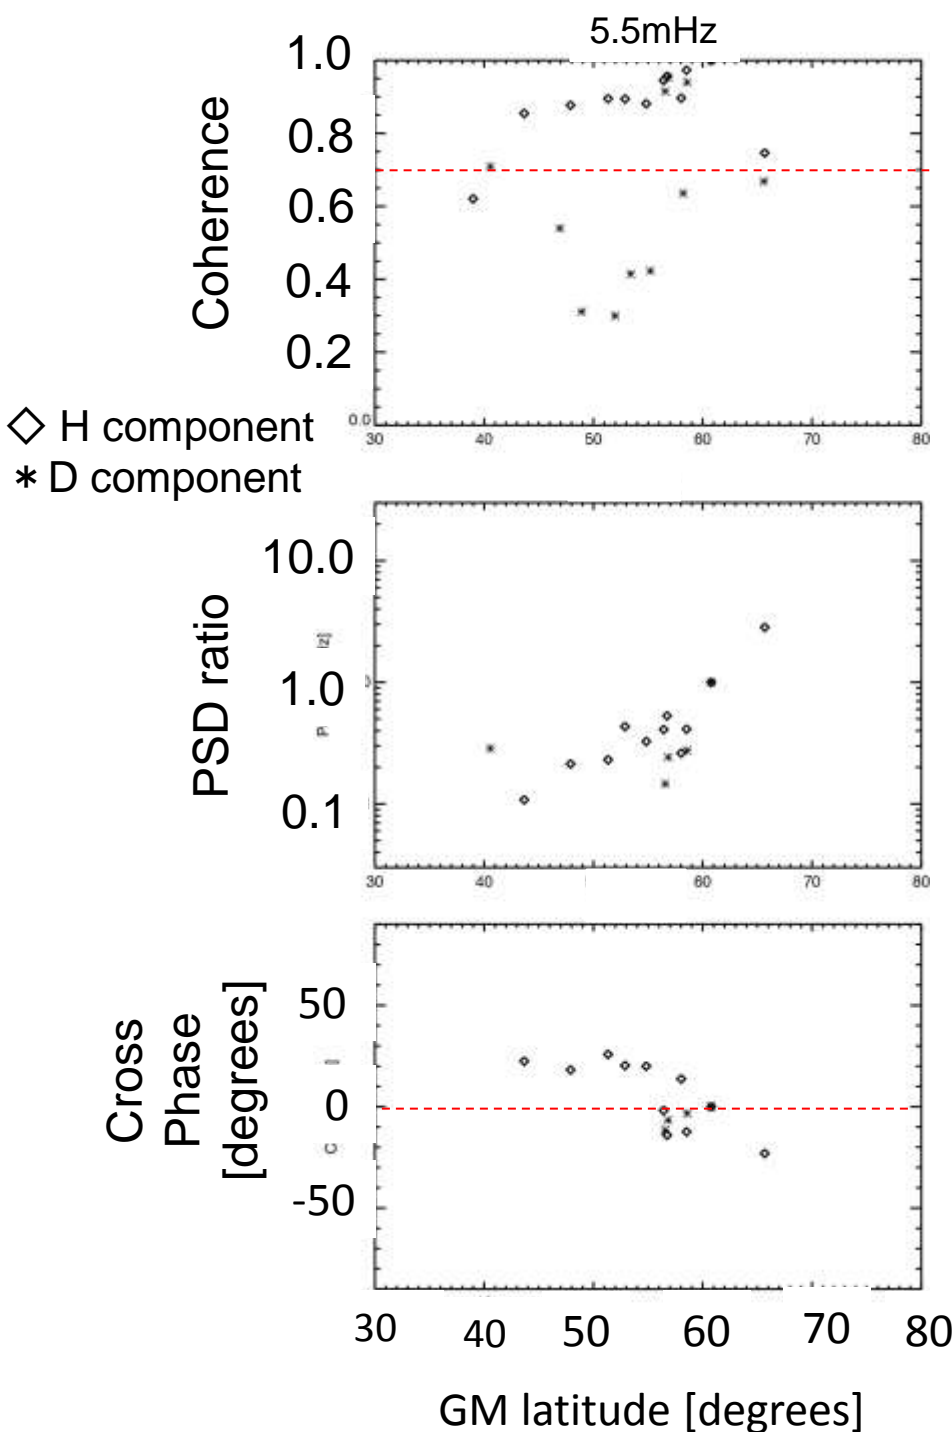 5.5mHz
Coherence
1.0
0.8
0.6
0.4
0.2
0.0
30 40 50 60 70 80
◇ H component
* D component
PSD ratio
10.0
1.0
0.1
30 40 60 70 80
Cross
Phase
[degrees]
50
0
-50
30 40 50 60 70 80
GM latitude [degrees]